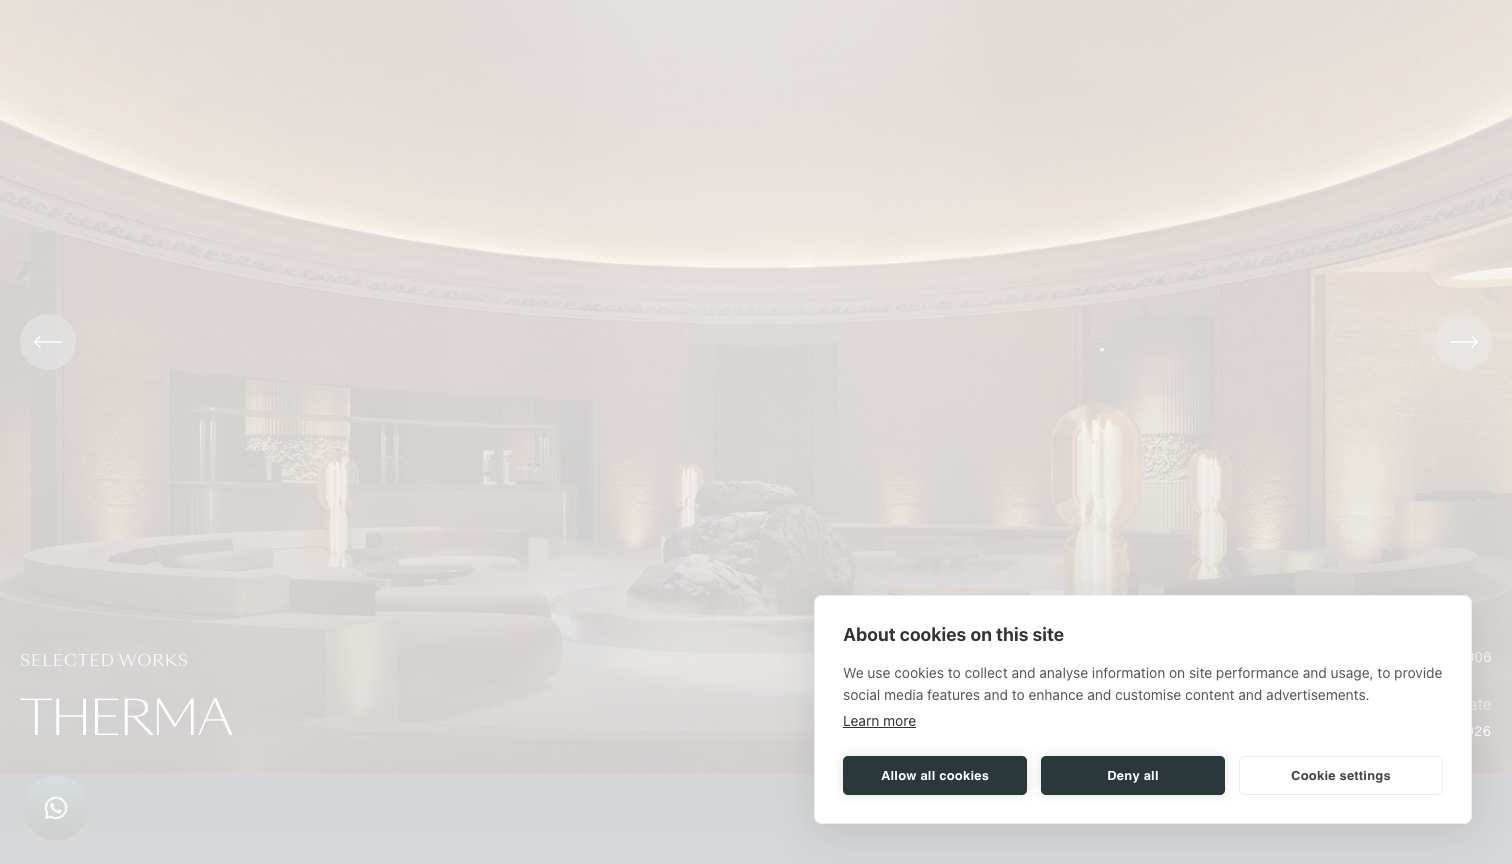 SELECTED WORKS
THERMA
About cookies on this site
We use cookies to collect and analyse information on site performance and usage, to provide
social media features and to enhance and customise content and advertisements.
Learn more
Allow all cookies
Deny all
Cookie settings